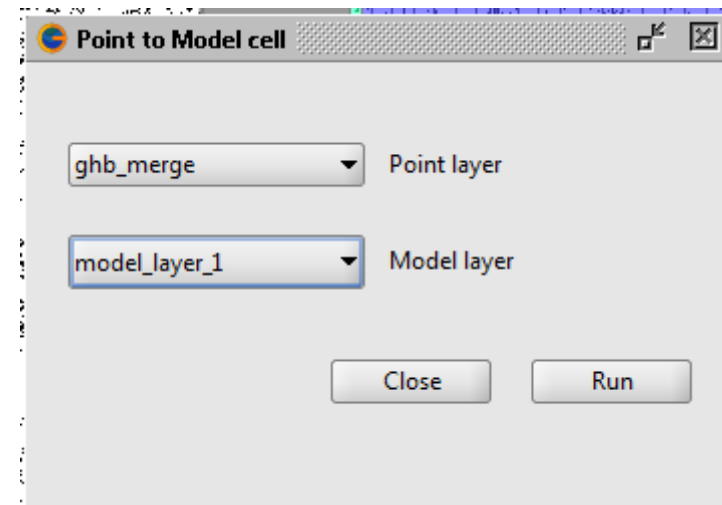 Point to Model cell
ghb_merge Point layer
model_layer_1 Model layer
Close Run